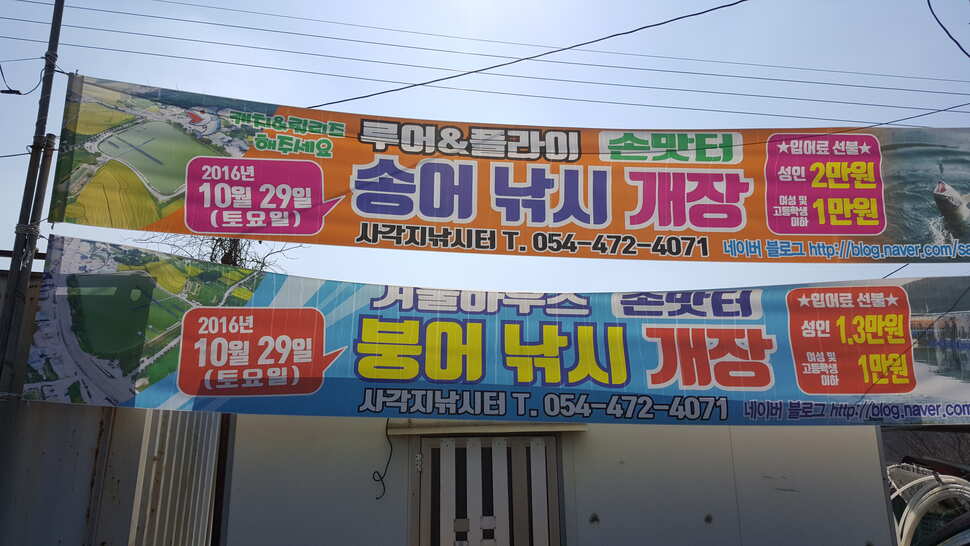 캐틴&퀴리즈
해주세요
루어&플라이 손맛터
2016년
10월 29일
(토요일)
송어 낚시 개장
★입어료 선불★
성인 2만원
여성 및
고등학생
이하
1만원
사각지낚시터 T. 054-472-4071
네이버 블로그 http://blog.naver.com/sa
겨울하우스 손맛터
2016년
10월 29일
(토요일)
붕어 낚시 개장
★입어료 선불★
성인 1.3만원
여성 및
고등학생
이하
1만원
사각지낚시터 T. 054-472-4071
네이버 블로그 http://blog.naver.com